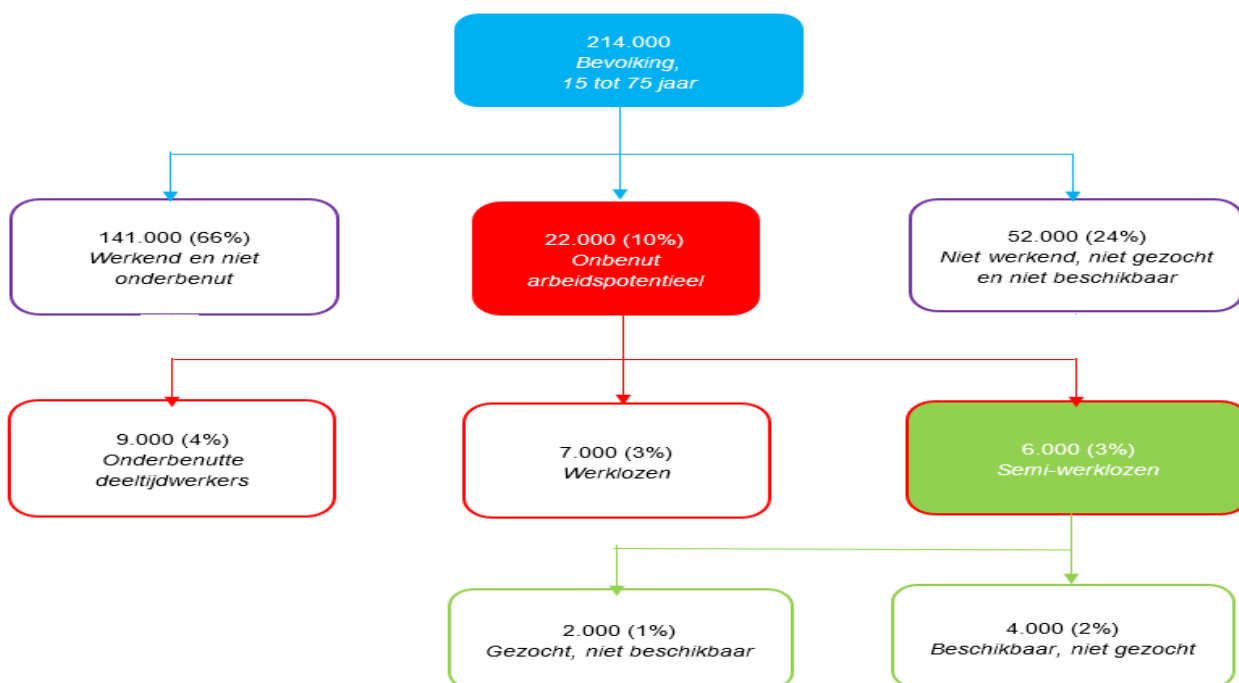 214.000
Bevolking,
15 tot 75 jaar
141.000 (66%)
Werkend en niet
onderbenut
22.000 (10%)
Onbenut
arbeidspotentieel
52.000 (24%)
Niet werkend, niet gezocht
en niet beschikbaar
9.000 (4%)
Onderbenutte
deeltijdwerkers
7.000 (3%)
Werklozen
6.000 (3%)
Semi-werklozen
2.000 (1%)
Gezocht, niet beschikbaar
4.000 (2%)
Beschikbaar, niet gezocht